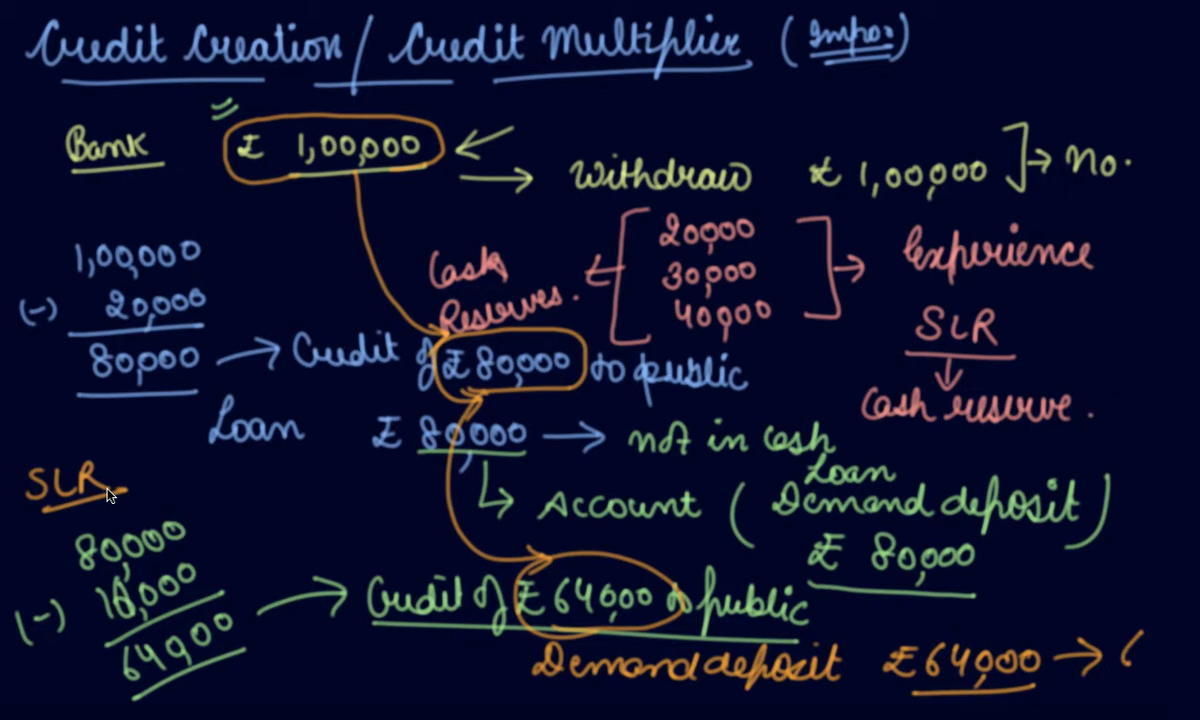 Credit Creation / Credit Multiplier (Impor)
Bank ₹ 1,00,000
Withdraw ₹ 1,00,000 → No.
1,00,000
(-) 20,000
80,000 → Credit of ₹ 80,000 to public
Cash
Reserves.
20,000
30,000
40,000
Experience
SLR
Cash reserve.
Loan ₹ 80,000 → not in cash
Account (Loan Demand deposit)
₹ 80,000
SLR
80,000
(-) 16,000
64,000 → Credit of ₹ 64,000 to public
Demand deposit ₹ 64,000 → (